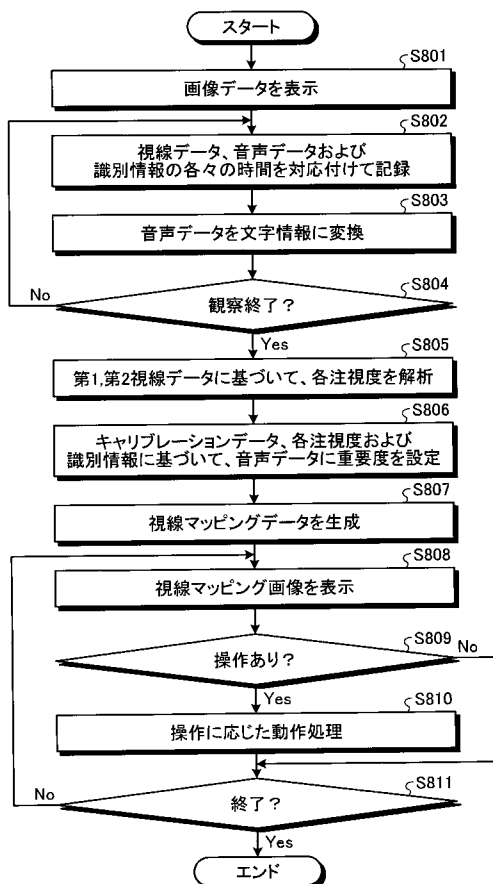 スタート
S801
画像データを表示
S802
視線データ、音声データおよび
識別情報の各々の時間を対応付けて記録
S803
音声データを文字情報に変換
S804
No
観察終了?
Yes
S805
第1,第2視線データに基づいて、各注視度を解析
S806
キャリブレーションデータ、各注視度および
識別情報に基づいて、音声データに重要度を設定
S807
視線マッピングデータを生成
S808
視線マッピング画像を表示
S809
No
操作あり?
Yes
S810
操作に応じた動作処理
S811
No
終了?
Yes
エンド